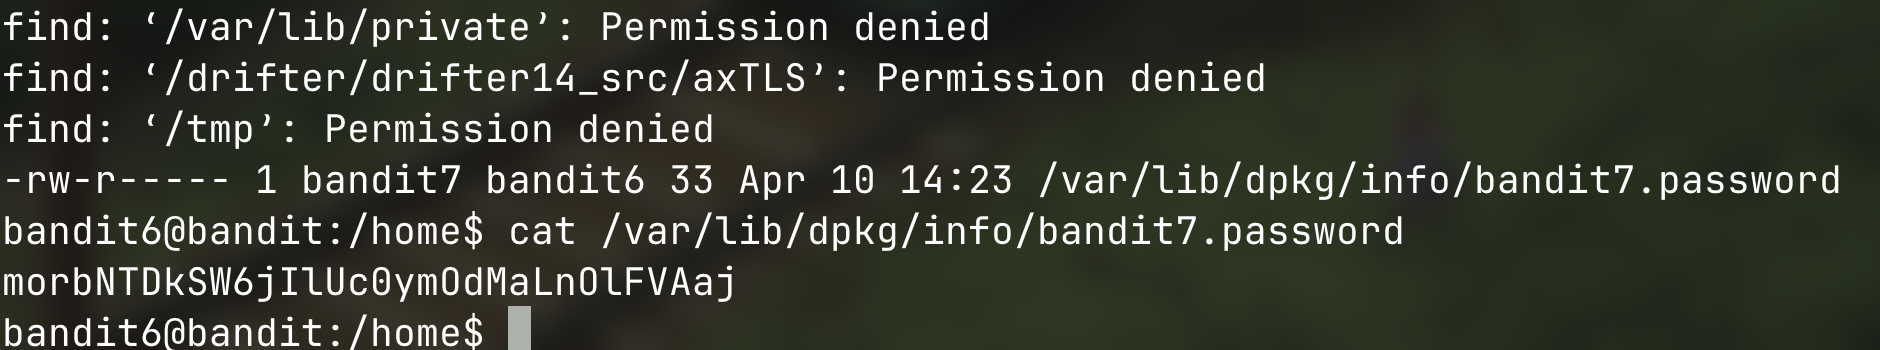 find: ‘/var/lib/private’: Permission denied
find: ‘/drifter/drifter14_src/axTLS’: Permission denied
find: ‘/tmp’: Permission denied
-rw-r----- 1 bandit7 bandit6 33 Apr 10 14:23 /var/lib/dpkg/info/bandit7.password
bandit6@bandit:/home$ cat /var/lib/dpkg/info/bandit7.password
morbNTDkSW6jIlUc0ymOdMaLnOlFVAaj
bandit6@bandit:/home$